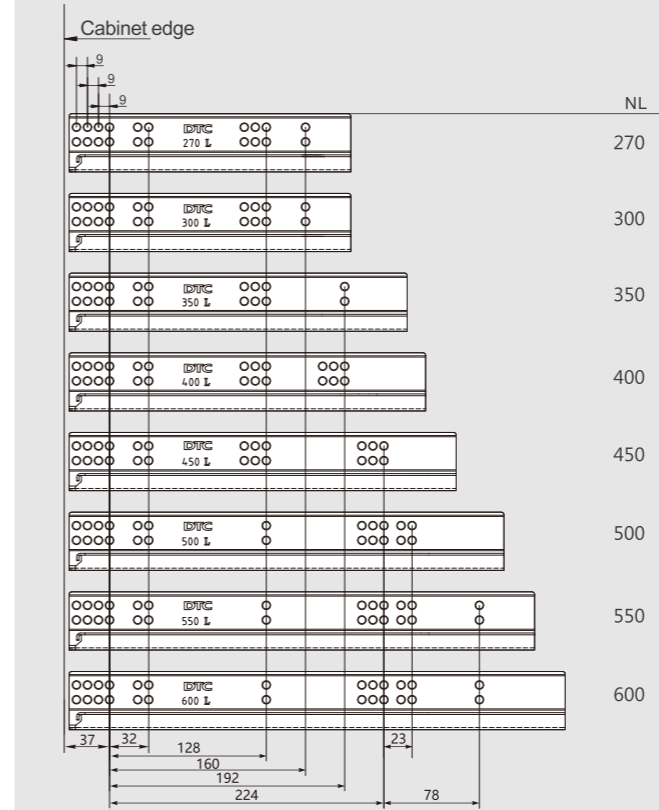 Cabinet edge
9
9
9
NL
DTC
270 L
270
DTC
300 L
300
DTC
350 L
350
DTC
400 L
400
DTC
450 L
450
DTC
500 L
500
DTC
550 L
550
DTC
600 L
600
37
32
128
23
160
192
224
78